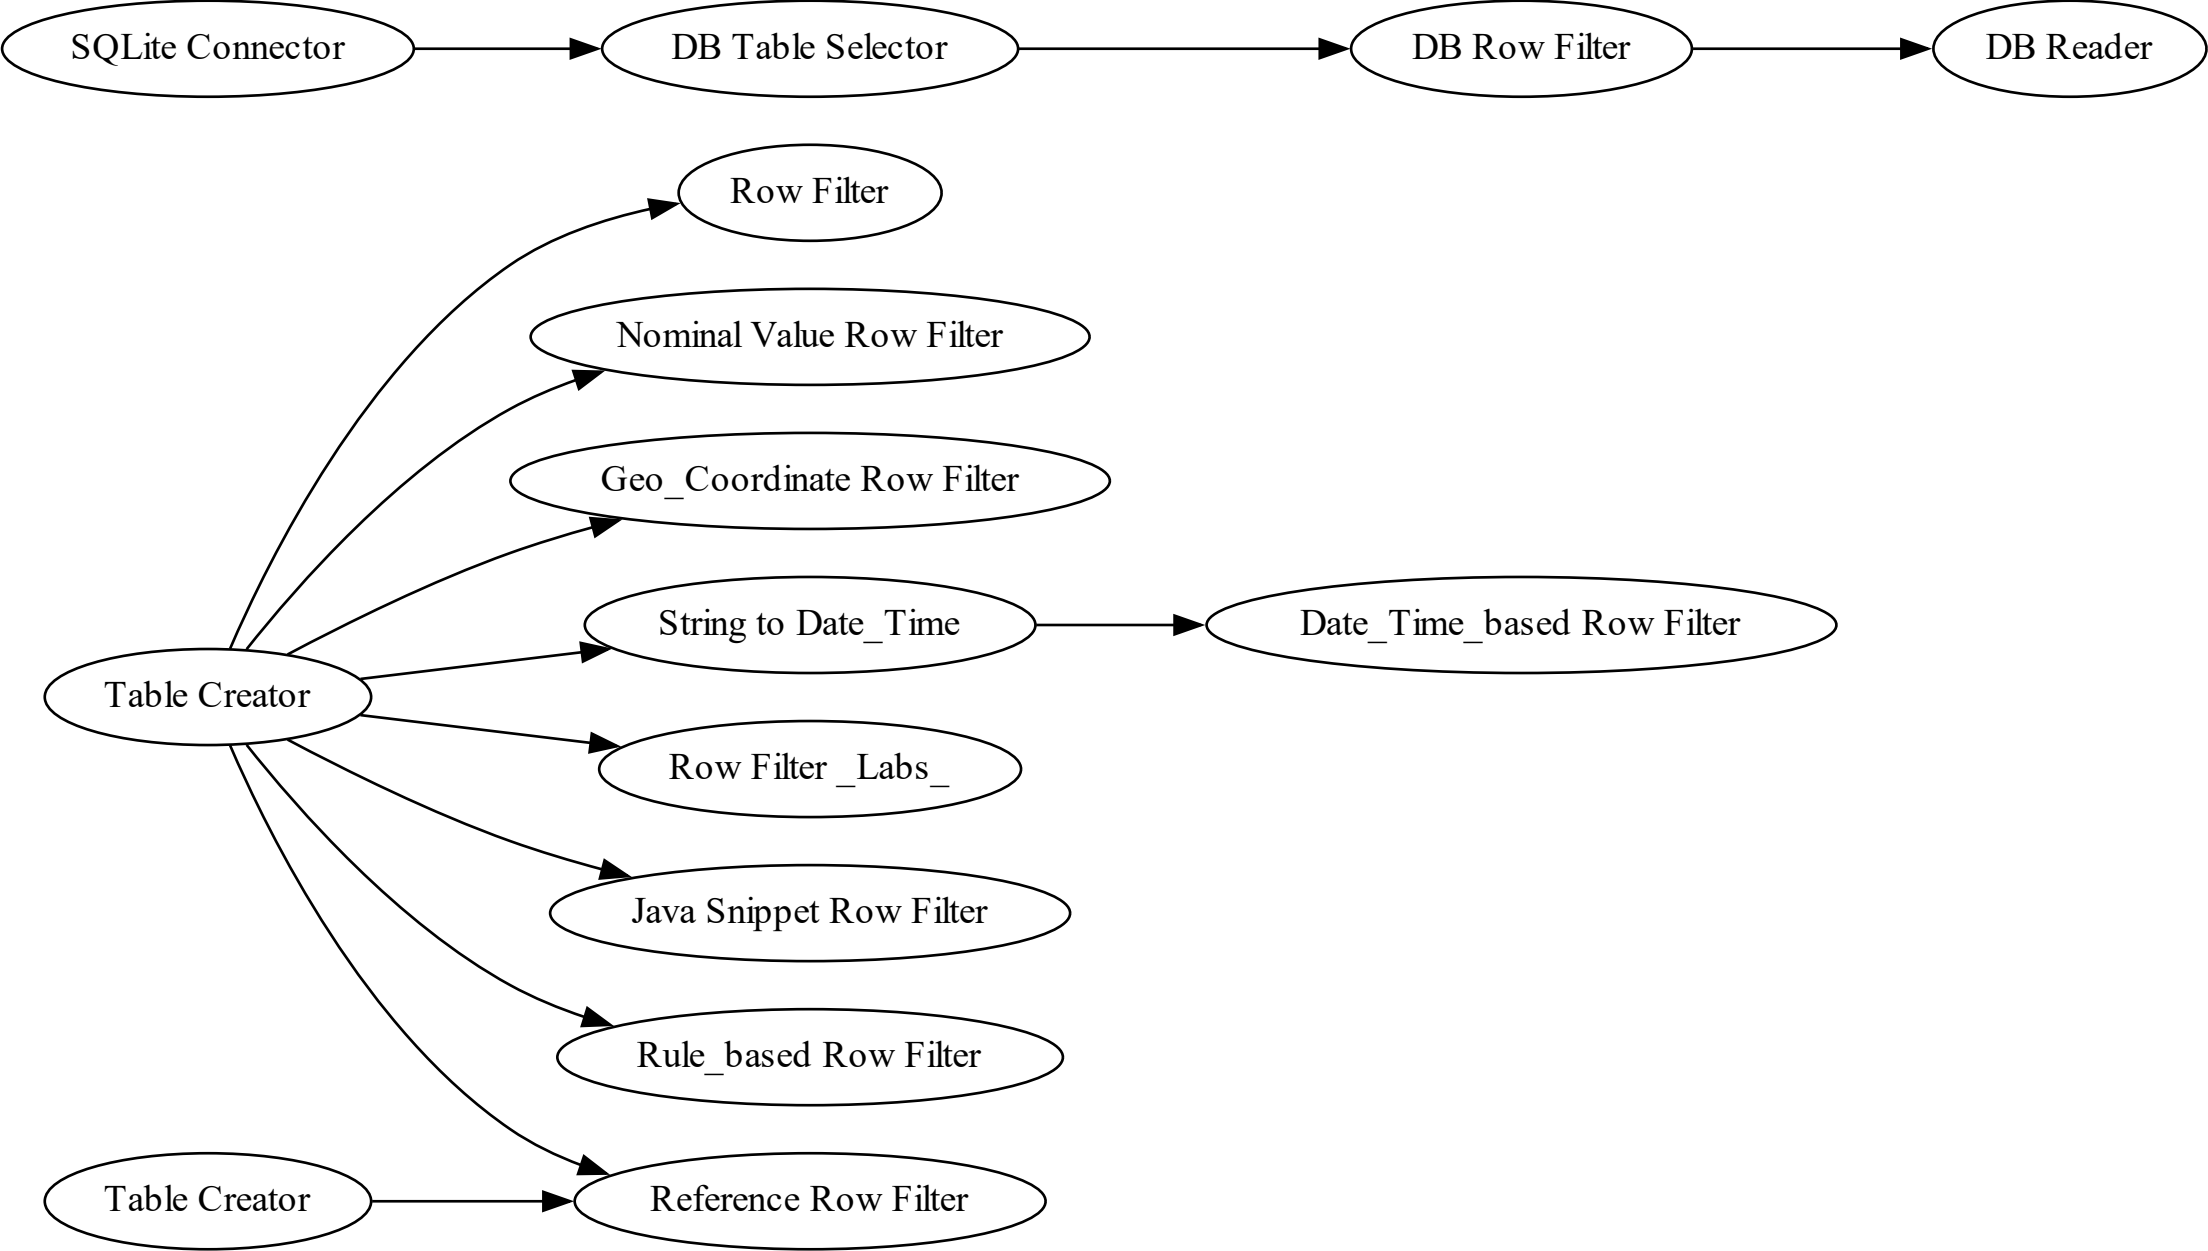 SQLite Connector
DB Table Selector
DB Row Filter
DB Reader
Row Filter
Nominal Value Row Filter
Geo_Coordinate Row Filter
String to Date_Time
Date_Time_based Row Filter
Table Creator
Row Filter _Labs_
Java Snippet Row Filter
Rule_based Row Filter
Table Creator
Reference Row Filter